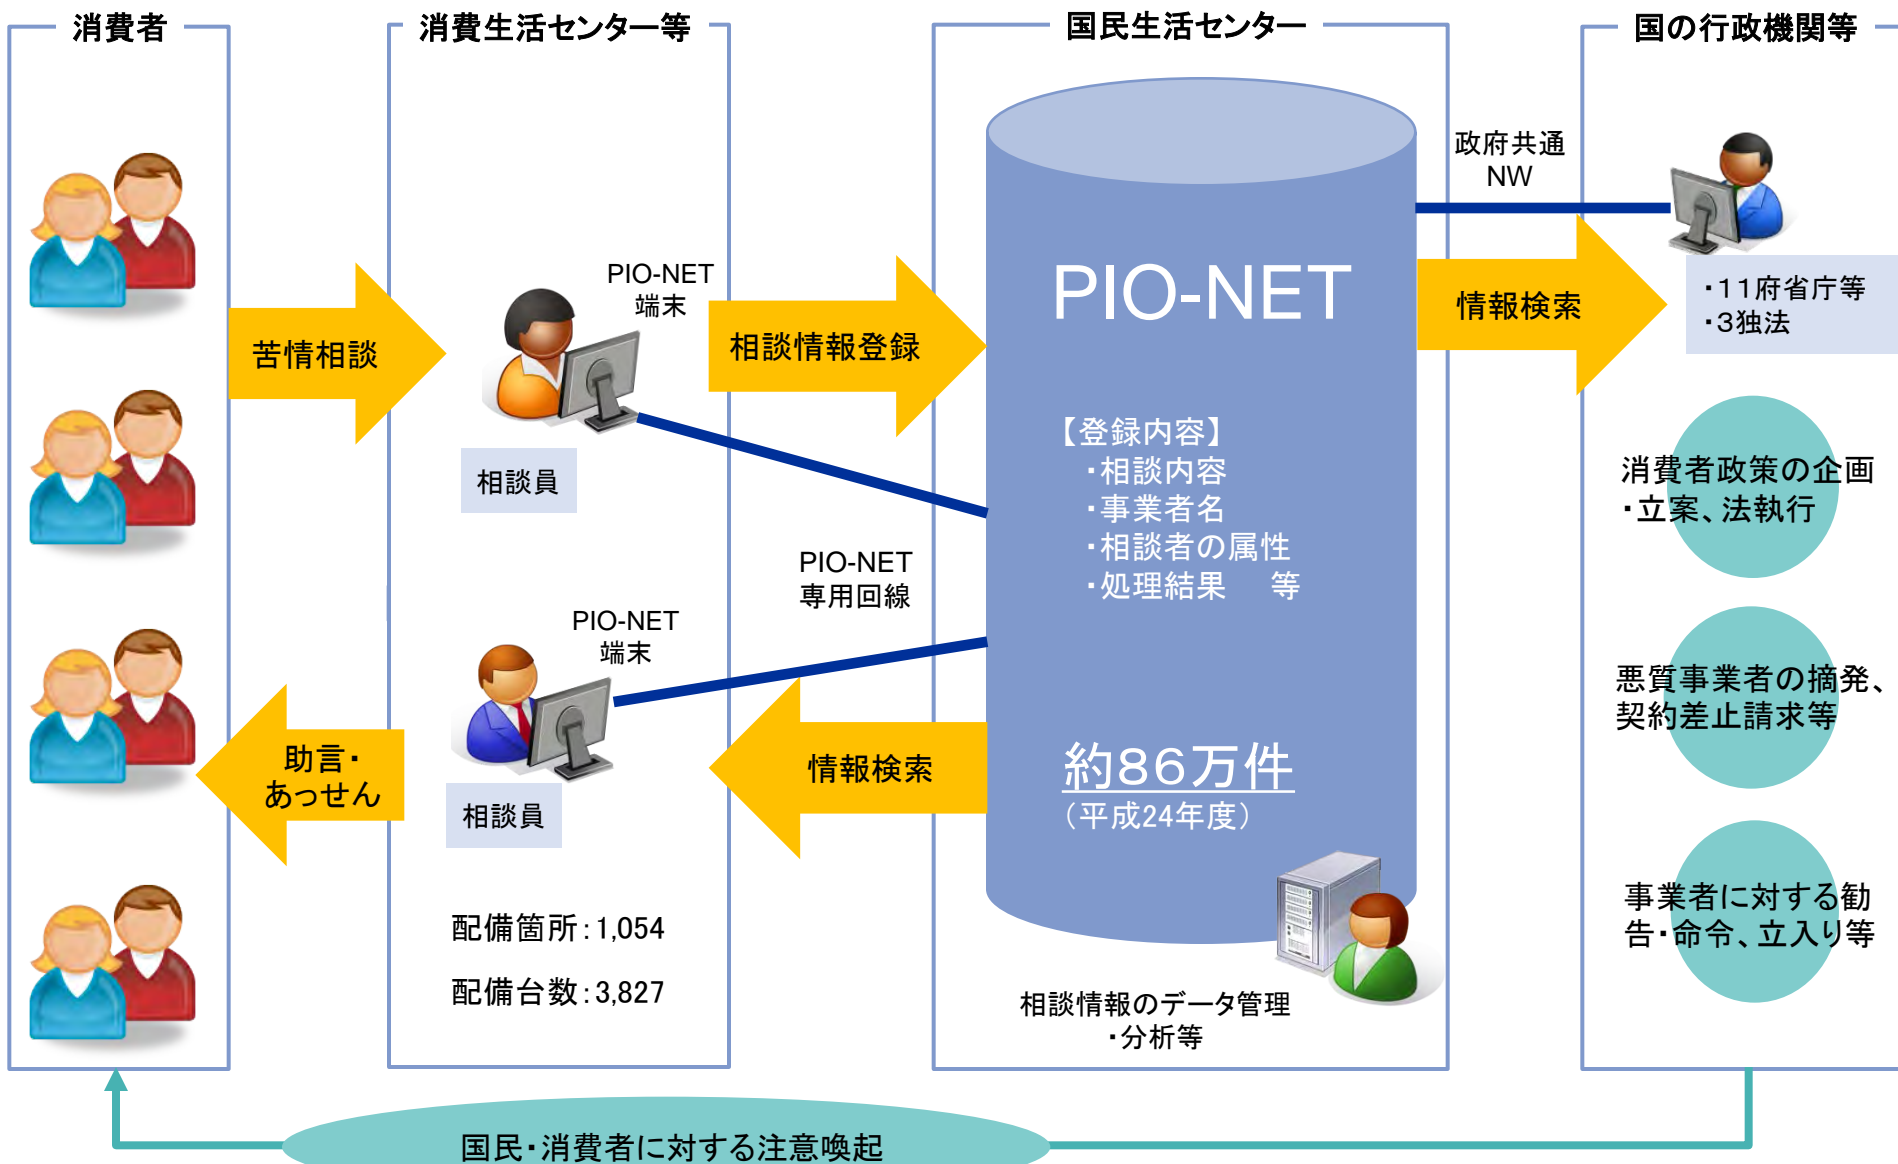 消費者
消費生活センター等
国民生活センター
国の行政機関等
苦情相談
PIO-NET
端末
相談員
相談情報登録
PIO-NET
専用回線
PIO-NET
端末
相談員
助言・
あっせん
情報検索
配備箇所：1,054
配備台数：3,827
PIO-NET
【登録内容】
・相談内容
・事業者名
・相談者の属性
・処理結果　等
約８６万件
（平成24年度）
相談情報のデータ管理
・分析等
政府共通
NW
情報検索
・１１府省庁等
・３独法
消費者政策の企画
・立案、法執行
悪質事業者の摘発、
契約差止請求等
事業者に対する勧
告・命令、立入り等
国民・消費者に対する注意喚起